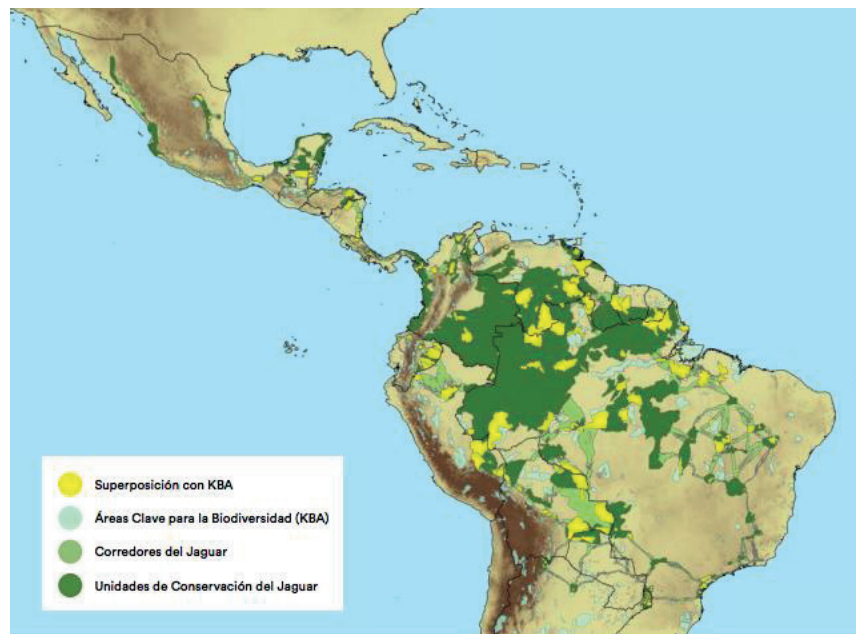 Superposición con KBA
Áreas Clave para la Biodiversidad (KBA)
Corredores del Jaguar
Unidades de Conservación del Jaguar